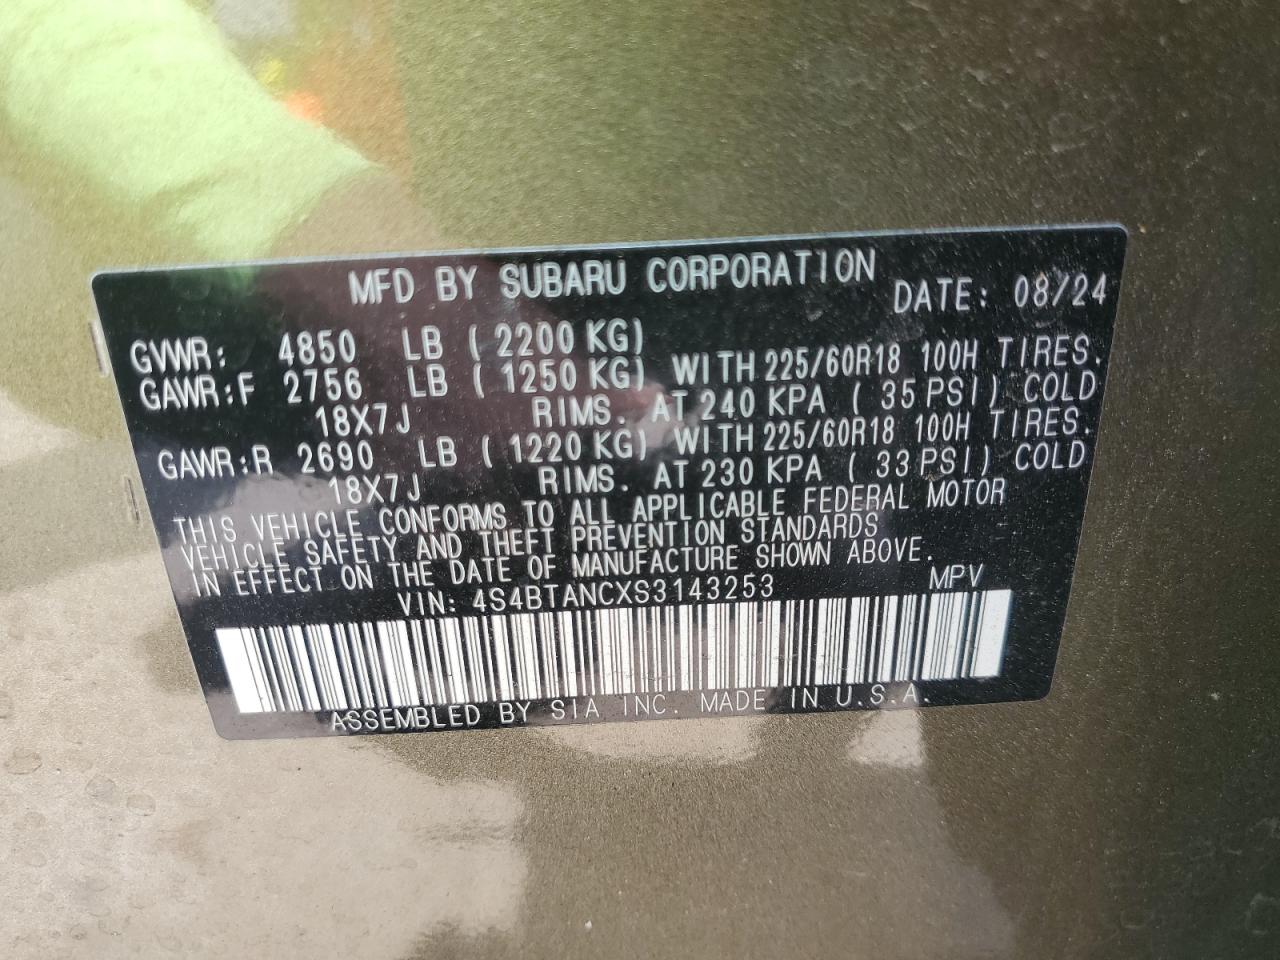 MFD BY SUBARU CORPORATION DATE: 08/24
GVWR: 4850 LB ( 2200 KG)
GAWR:F 2756 LB ( 1250 KG) WITH 225/60R18 100H TIRES.
18X7J RIMS. AT 240 KPA ( 35 PSI) COLD
GAWR:R 2690 LB ( 1220 KG) WITH 225/60R18 100H TIRES.
18X7J RIMS. AT 230 KPA ( 33 PSI) COLD
THIS VEHICLE CONFORMS TO ALL APPLICABLE FEDERAL MOTOR
VEHICLE SAFETY AND THEFT PREVENTION STANDARDS
IN EFFECT ON THE DATE OF MANUFACTURE SHOWN ABOVE.
VIN: 4S4BTANCXS3143253 MPV
ASSEMBLED BY SIA INC. MADE IN U.S.A.